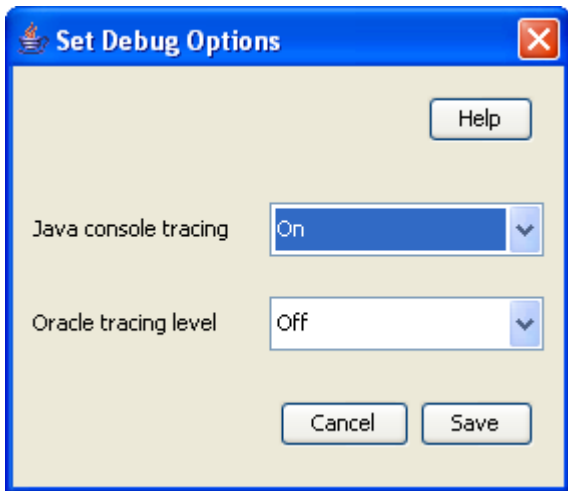 Set Debug Options
Help
Java console tracing On
Oracle tracing level Off
Cancel Save